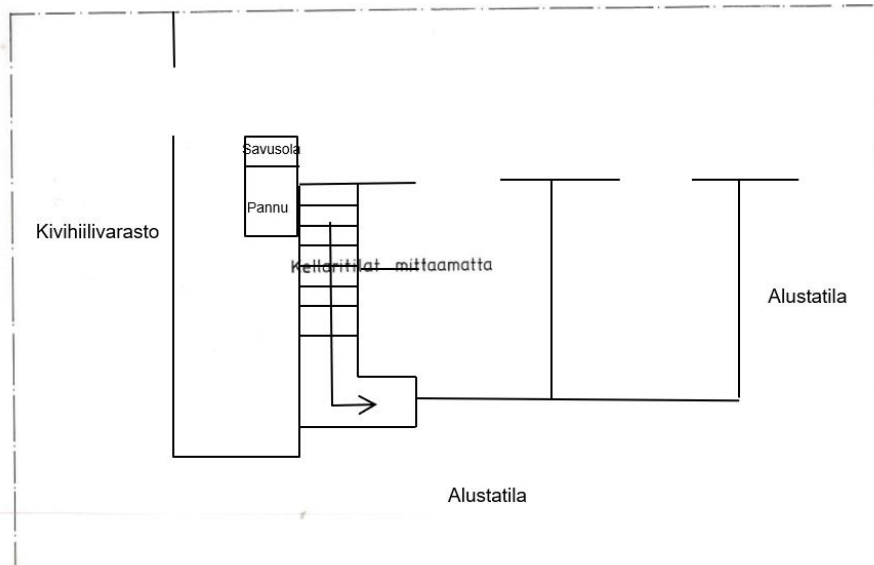 Savusola
Pannu
Kivihiilivarasto
Kellaritilat mittaamatta
Alustatila
Alustatila